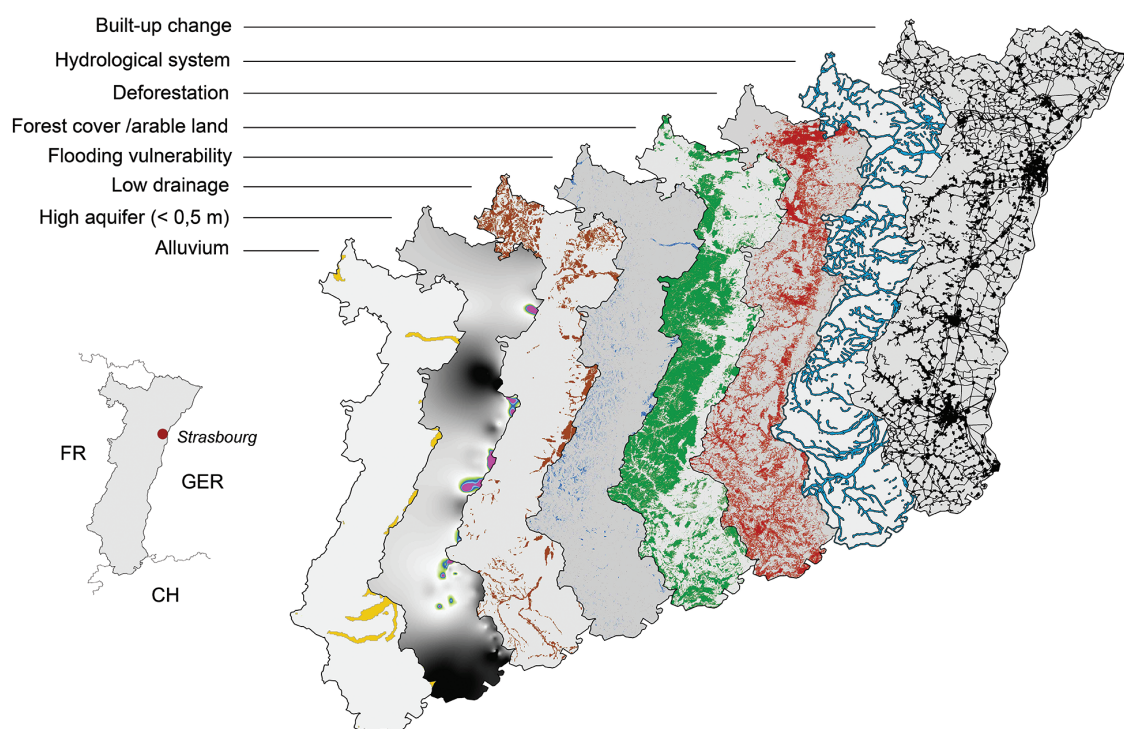 Built-up change
Hydrological system
Deforestation
Forest cover /arable land
Flooding vulnerability
Low drainage
High aquifer (< 0,5 m)
Alluvium
Strasbourg
FR
GER
CH